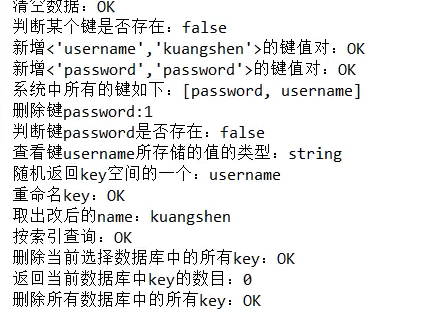 清空数据：OK
判断某个键是否存在：false
新增<'username','kuangshen'>的键值对：OK
新增<'password','password'>的键值对：OK
系统中所有的键如下：[password, username]
删除键password:1
判断键password是否存在：false
查看键username所存储的值的类型：string
随机返回key空间的一个：username
重命名key：OK
取出改后的name：kuangshen
按索引查询：OK
删除当前选择数据库中的所有key：OK
返回当前数据库中key的数目：0
删除所有数据库中的所有key：OK